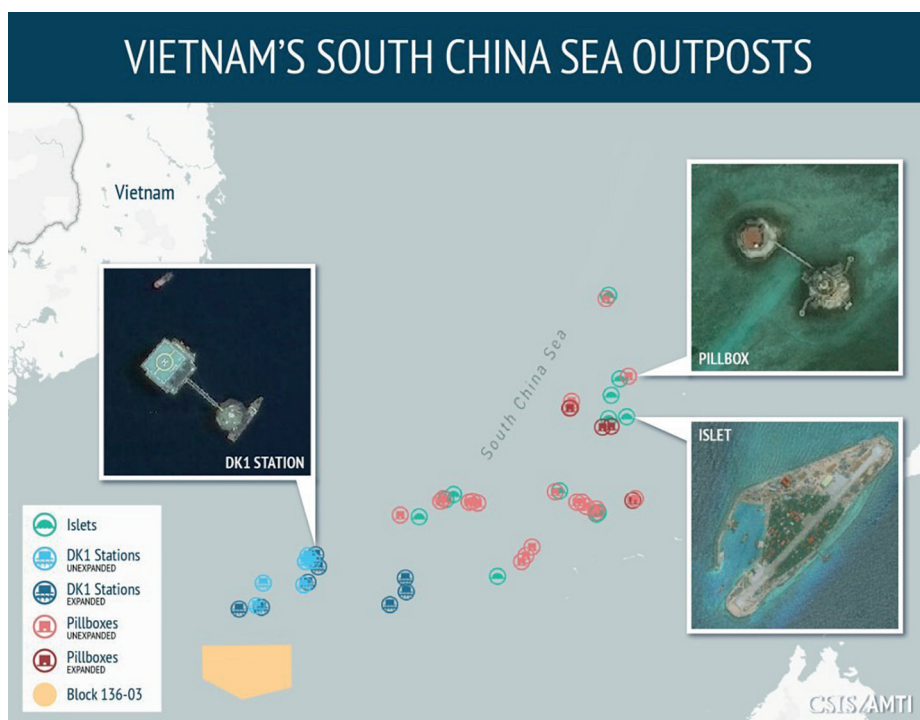 VIETNAM'S SOUTH CHINA SEA OUTPOSTS
Vietnam
South China Sea
PILLBOX
DK1 STATION
ISLET
Islets
DK1 Stations
UNEXPANDED
DK1 Stations
EXPANDED
Pillboxes
UNEXPANDED
Pillboxes
EXPANDED
Block 136-03
CSIS/AMTI